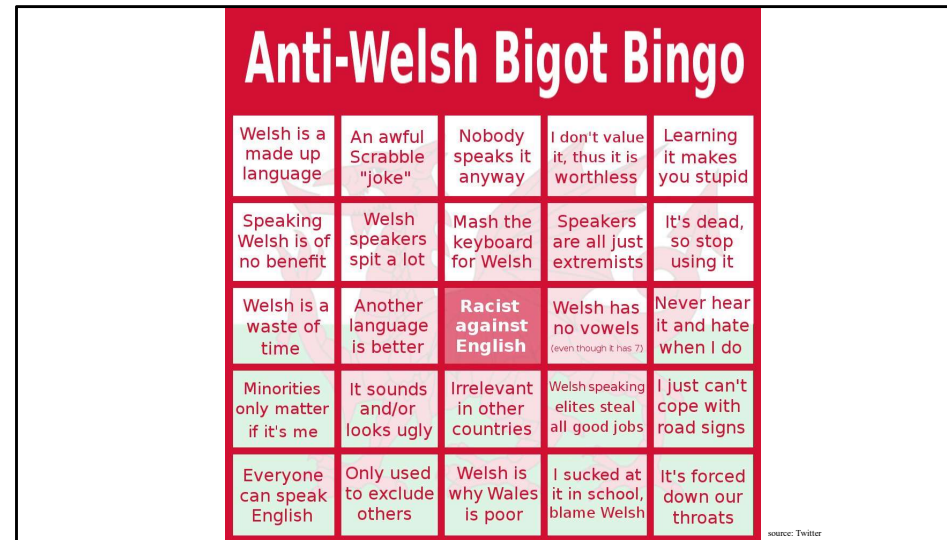 Anti-Welsh Bigot Bingo
Welsh is a
made up
language
An awful
Scrabble
"joke"
Nobody
speaks it
anyway
I don't value
it, thus it is
worthless
Learning
it makes
you stupid
Speaking
Welsh is of
no benefit
Welsh
speakers
spit a lot
Mash the
keyboard
for Welsh
Speakers
are all just
extremists
It's dead,
so stop
using it
Welsh is a
waste of
time
Another
language
is better
Racist
against
English
Welsh has
no vowels
(even though it has 7)
Never hear
it and hate
when I do
Minorities
only matter
if it's me
It sounds
and/or
looks ugly
Irrelevant
in other
countries
Welsh speaking
elites steal
all good jobs
I just can't
cope with
road signs
Everyone
can speak
English
Only used
to exclude
others
Welsh is
why Wales
is poor
I sucked at
it in school,
blame Welsh
It's forced
down our
throats
source: Twitter